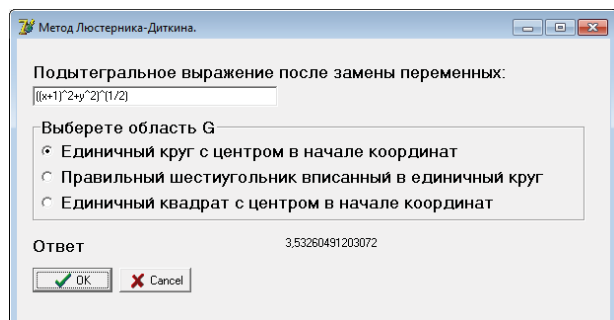 Метод Люстерника-Диткина.
Подытегральное выражение после замены переменных:
((x+1)^2+y^2)^(1/2)
Выберете область G
Единичный круг с центром в начале координат
Правильный шестиугольник вписанный в единичный круг
Единичный квадрат с центром в начале координат
Ответ 3,53260491203072
OK Cancel